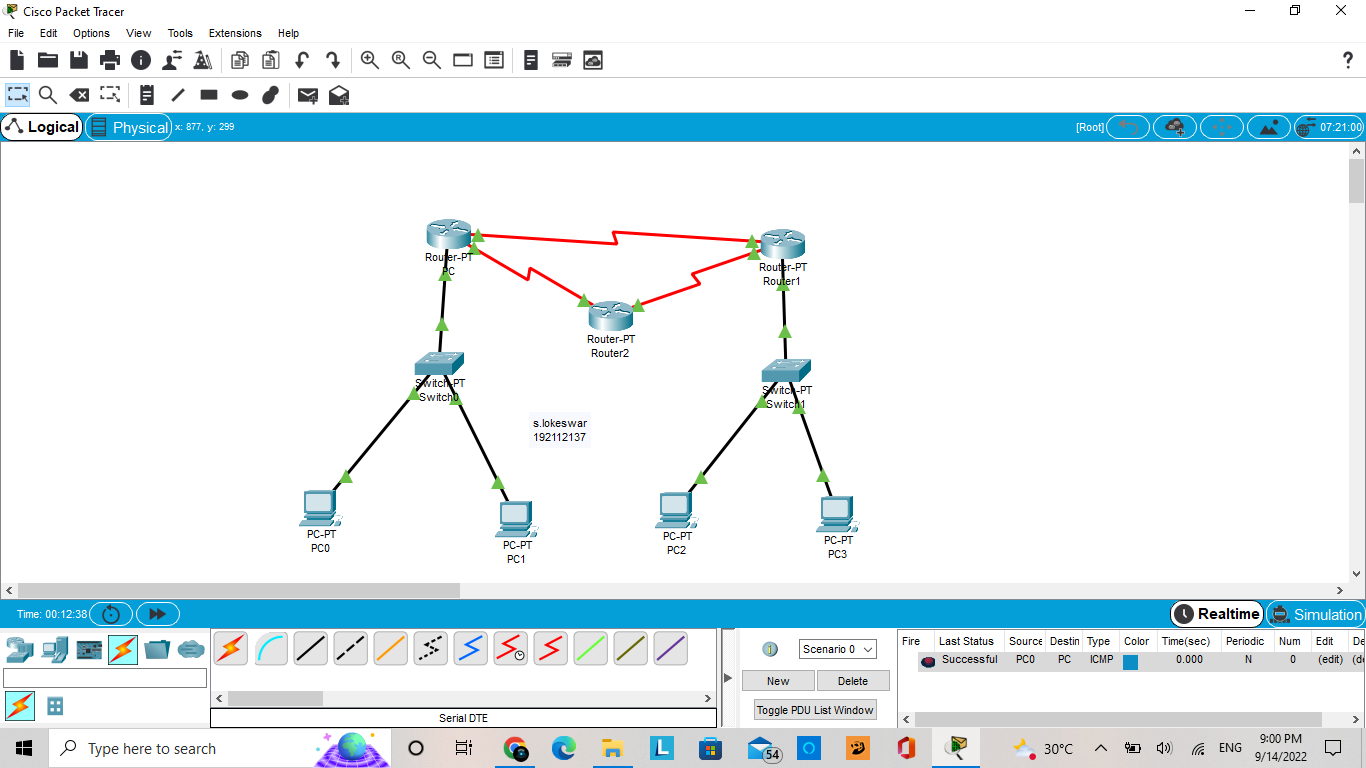 Cisco Packet Tracer
File Edit Options View Tools Extensions Help
?
Logical Physical x: 877, y: 299 [Root] 07:21:00
Router-PT
PC
Router-PT
Router1
Router-PT
Router2
Switch-PT
Switch0
Switch-PT
Switch1
s.lokeswar
192112137
PC-PT
PC0
PC-PT
PC1
PC-PT
PC2
PC-PT
PC3
Time: 00:12:38 Realtime Simulation
Scenario 0
New Delete
Toggle PDU List Window
Fire Last Status Source Destin Type Color Time(sec) Periodic Num Edit De
Successful PC0 PC ICMP 0.000 N 0 (edit) (de
Serial DTE
Type here to search
L
54
30°C ENG
9:00 PM
9/14/2022